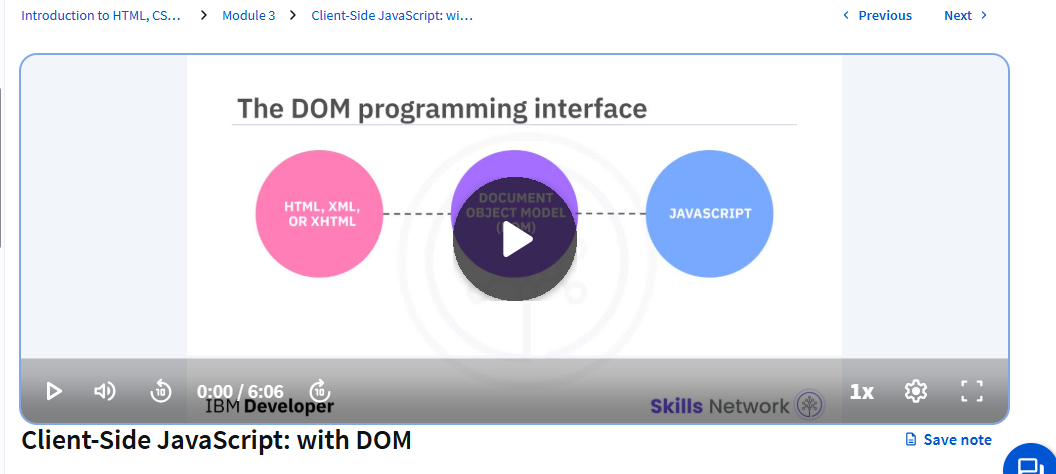 Introduction to HTML, CS...
Module 3
Client-Side JavaScript: wi...
Previous
Next
The DOM programming interface
HTML, XML,
OR XHTML
DOCUMENT
OBJECT MODEL
(DOM)
JAVASCRIPT
10
0:00 / 6:06
10
1x
IBM Developer
Skills Network
Client-Side JavaScript: with DOM
Save note